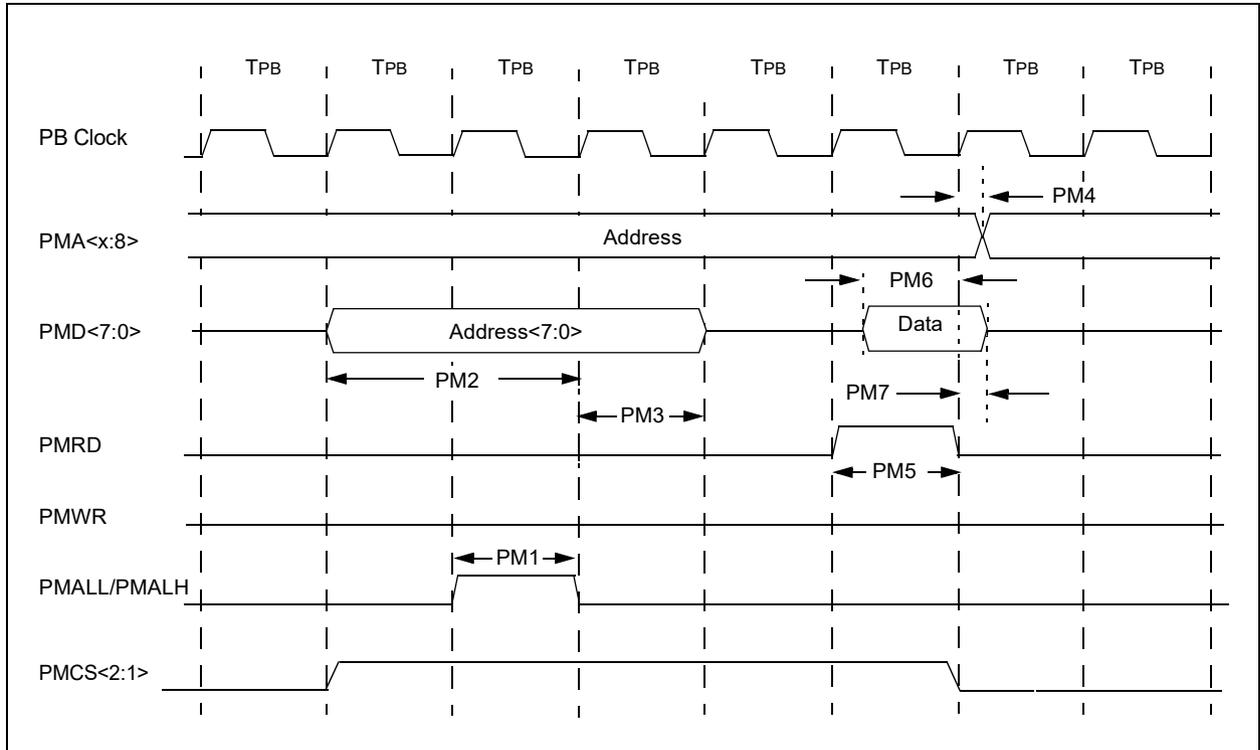 TPB TPB TPB TPB TPB TPB TPB TPB
PB Clock
PM4
PMA<x:8>
Address
PM6
PMD<7:0>
Address<7:0>
Data
PM2
PM7
PM3
PMRD
PM5
PMWR
PM1
PMALL/PMALH
PMCS<2:1>